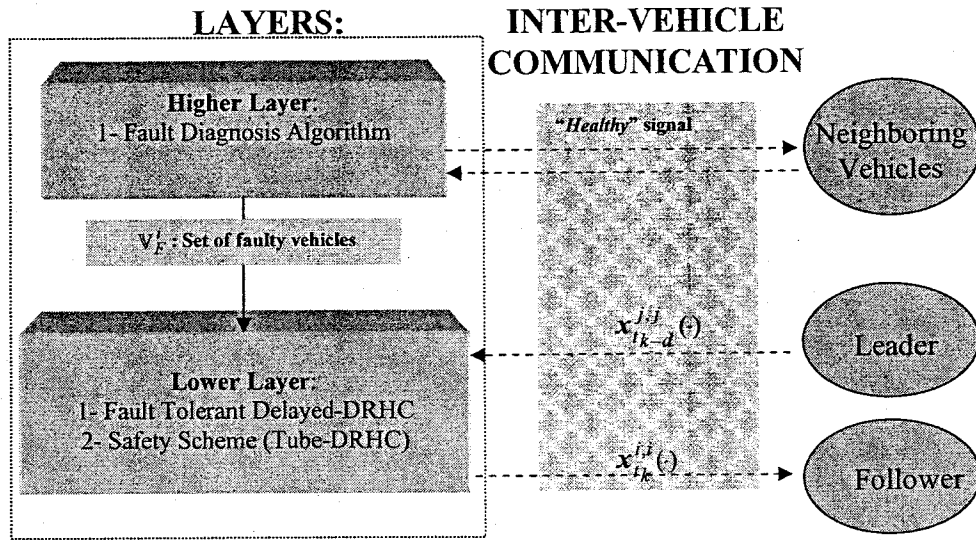 LAYERS:
INTER-VEHICLE
COMMUNICATION
Higher Layer:
1- Fault Diagnosis Algorithm
"Healthy" signal
Neighboring
Vehicles
V_F^i : Set of faulty vehicles
x_{t_{k-d}}^{j,j}(·)
Leader
Lower Layer:
1- Fault Tolerant Delayed-DRHC
2- Safety Scheme (Tube-DRHC)
x_{t_k}^{i,i}(·)
Follower